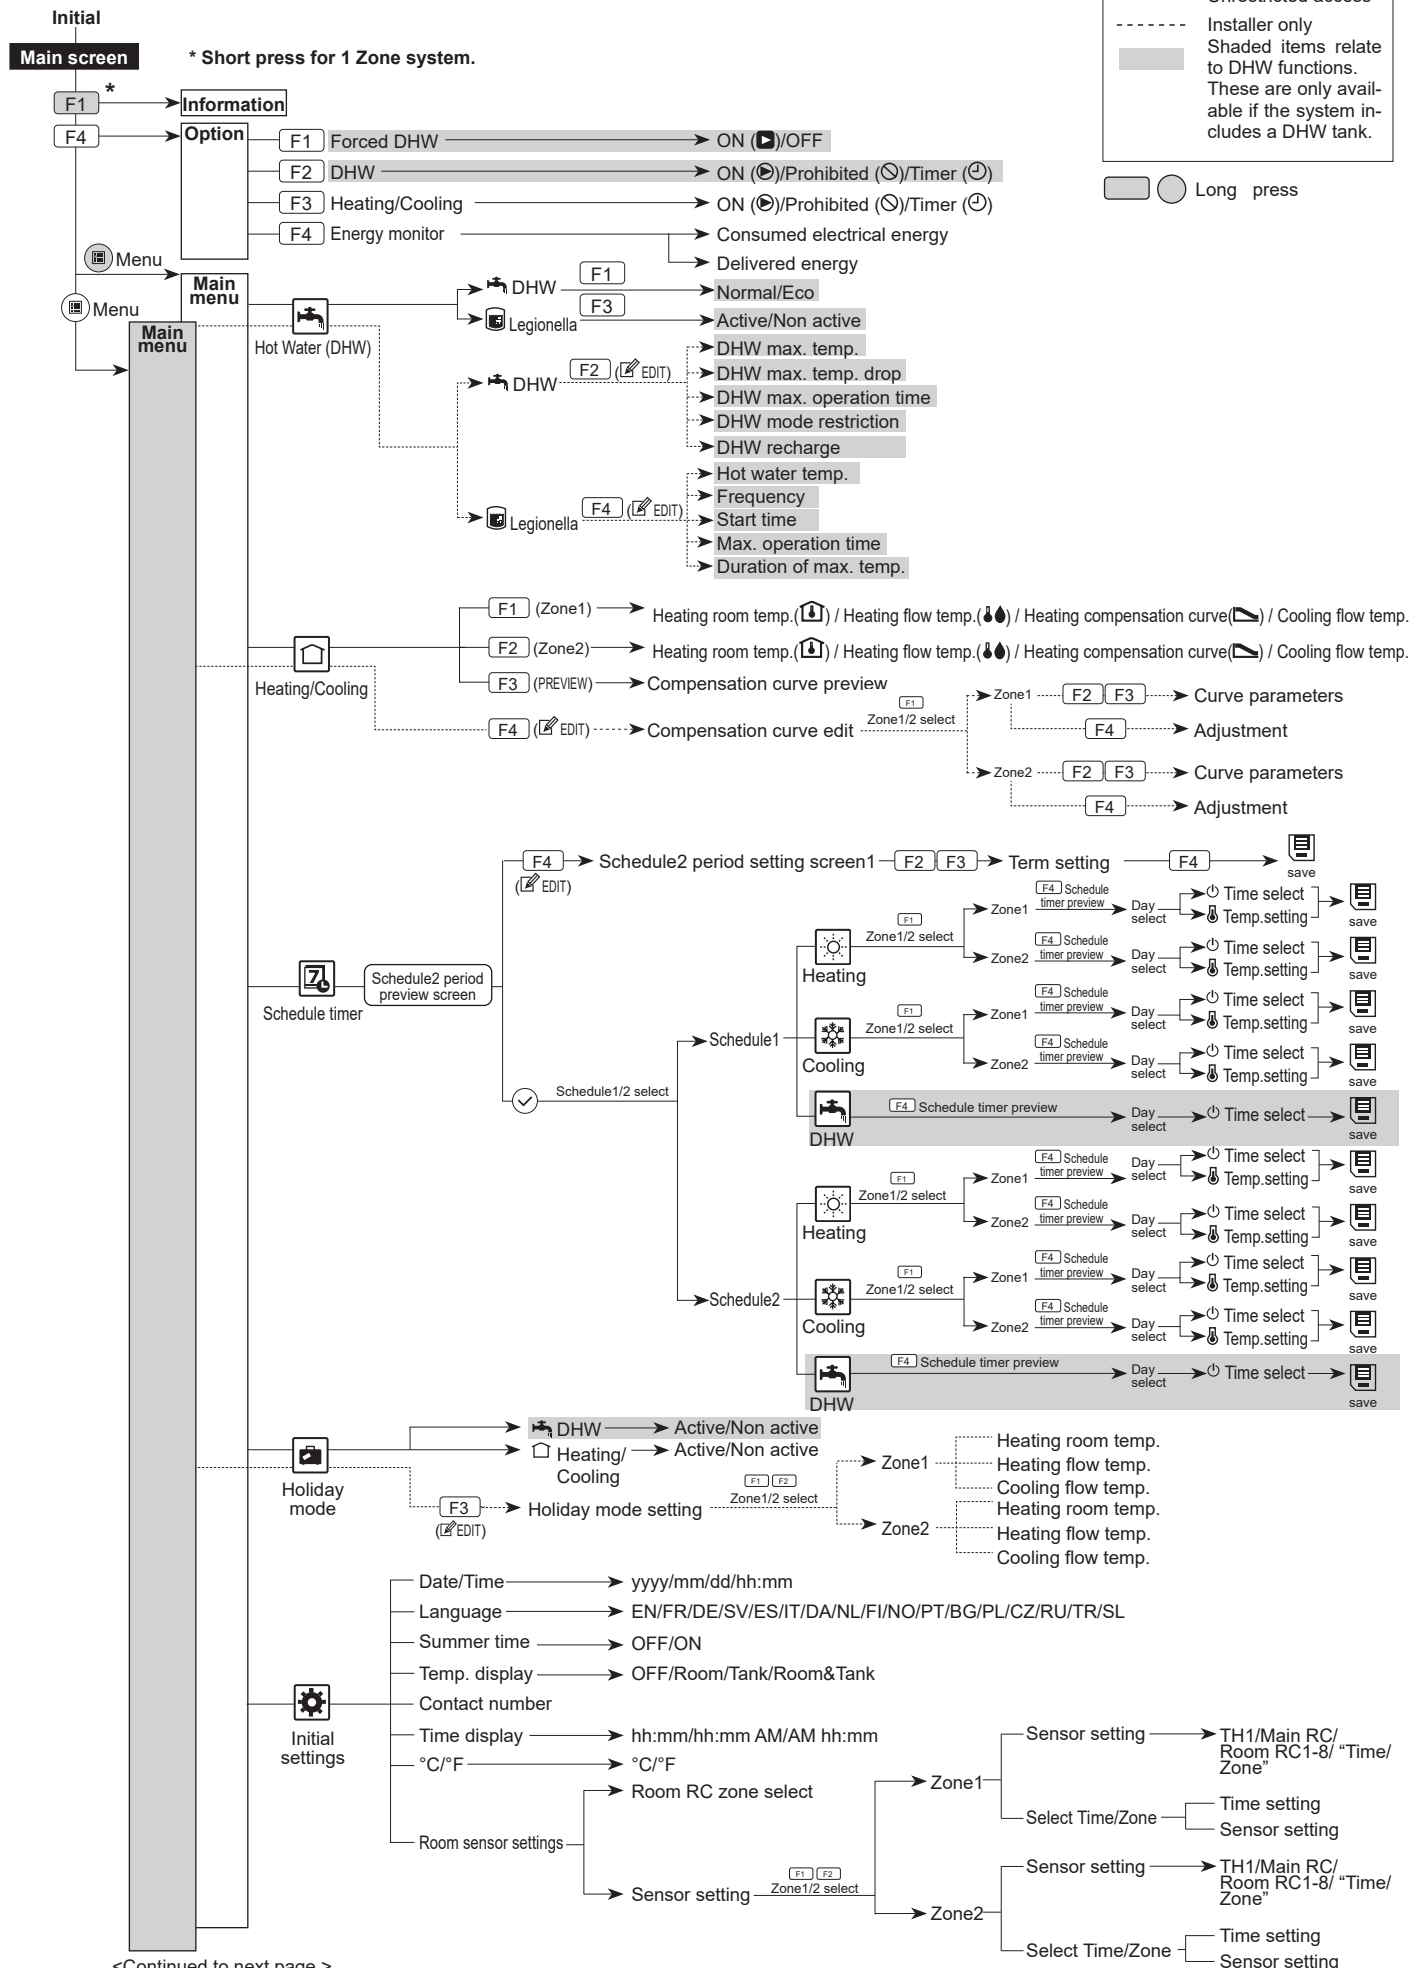 Initial
Main screen
* Short press for 1 Zone system.
Unrestricted access
Installer only
Shaded items relate
to DHW functions.
These are only avail-
able if the system in-
cludes a DHW tank.
Long press
F1 * Information
F4 Option
F1 Forced DHW ON ()/OFF
F2 DHW ON ()/Prohibited ()/Timer ()
F3 Heating/Cooling ON ()/Prohibited ()/Timer ()
F4 Energy monitor Consumed electrical energy
Delivered energy
Menu
Menu
Main
menu
Main
menu
Hot Water (DHW)
DHW F1 Normal/Eco
Legionella F3 Active/Non active
DHW F2 (EDIT)
DHW max. temp.
DHW max. temp. drop
DHW max. operation time
DHW mode restriction
DHW recharge
Legionella F4 (EDIT)
Hot water temp.
Frequency
Start time
Max. operation time
Duration of max. temp.
Heating/Cooling
F1 (Zone1) Heating room temp.() / Heating flow temp.() / Heating compensation curve() / Cooling flow temp.
F2 (Zone2) Heating room temp.() / Heating flow temp.() / Heating compensation curve() / Cooling flow temp.
F3 (PREVIEW) Compensation curve preview
F4 (EDIT) Compensation curve edit
F1
Zone1/2 select
Zone1 F2 F3 Curve parameters
F4 Adjustment
Zone2 F2 F3 Curve parameters
F4 Adjustment
Schedule timer
7
Schedule2 period
preview screen
F4 Schedule2 period setting screen1 F2 F3 Term setting F4 save
(EDIT)
Schedule1/2 select
Schedule1
Heating
F1
Zone1/2 select
Zone1 F4 Schedule
timer preview Day
select Time select
Temp.setting save
Zone2 F4 Schedule
timer preview Day
select Time select
Temp.setting save
Cooling
F1
Zone1/2 select
Zone1 F4 Schedule
timer preview Day
select Time select
Temp.setting save
Zone2 F4 Schedule
timer preview Day
select Time select
Temp.setting save
DHW
F4 Schedule timer preview Day
select Time select save
Schedule2
Heating
F1
Zone1/2 select
Zone1 F4 Schedule
timer preview Day
select Time select
Temp.setting save
Zone2 F4 Schedule
timer preview Day
select Time select
Temp.setting save
Cooling
F1
Zone1/2 select
Zone1 F4 Schedule
timer preview Day
select Time select
Temp.setting save
Zone2 F4 Schedule
timer preview Day
select Time select
Temp.setting save
DHW
F4 Schedule timer preview Day
select Time select save
Holiday
mode
DHW Active/Non active
Heating/
Cooling Active/Non active
F3 Holiday mode setting
(EDIT)
F1 F2
Zone1/2 select
Zone1
Heating room temp.
Heating flow temp.
Cooling flow temp.
Zone2
Heating room temp.
Heating flow temp.
Cooling flow temp.
Initial
settings
Date/Time yyyy/mm/dd/hh:mm
Language EN/FR/DE/SV/ES/IT/DA/NL/FI/NO/PT/BG/PL/CZ/RU/TR/SL
Summer time OFF/ON
Temp. display OFF/Room/Tank/Room&Tank
Contact number
Time display hh:mm/hh:mm AM/AM hh:mm
°C/°F °C/°F
Room sensor settings
Room RC zone select
Sensor setting
F1 F2
Zone1/2 select
Zone1
Sensor setting TH1/Main RC/
Room RC1-8/ “Time/
Zone”
Select Time/Zone Time setting
Sensor setting
Zone2
Sensor setting TH1/Main RC/
Room RC1-8/ “Time/
Zone”
Select Time/Zone Time setting
Sensor setting
<Continued to next page.>